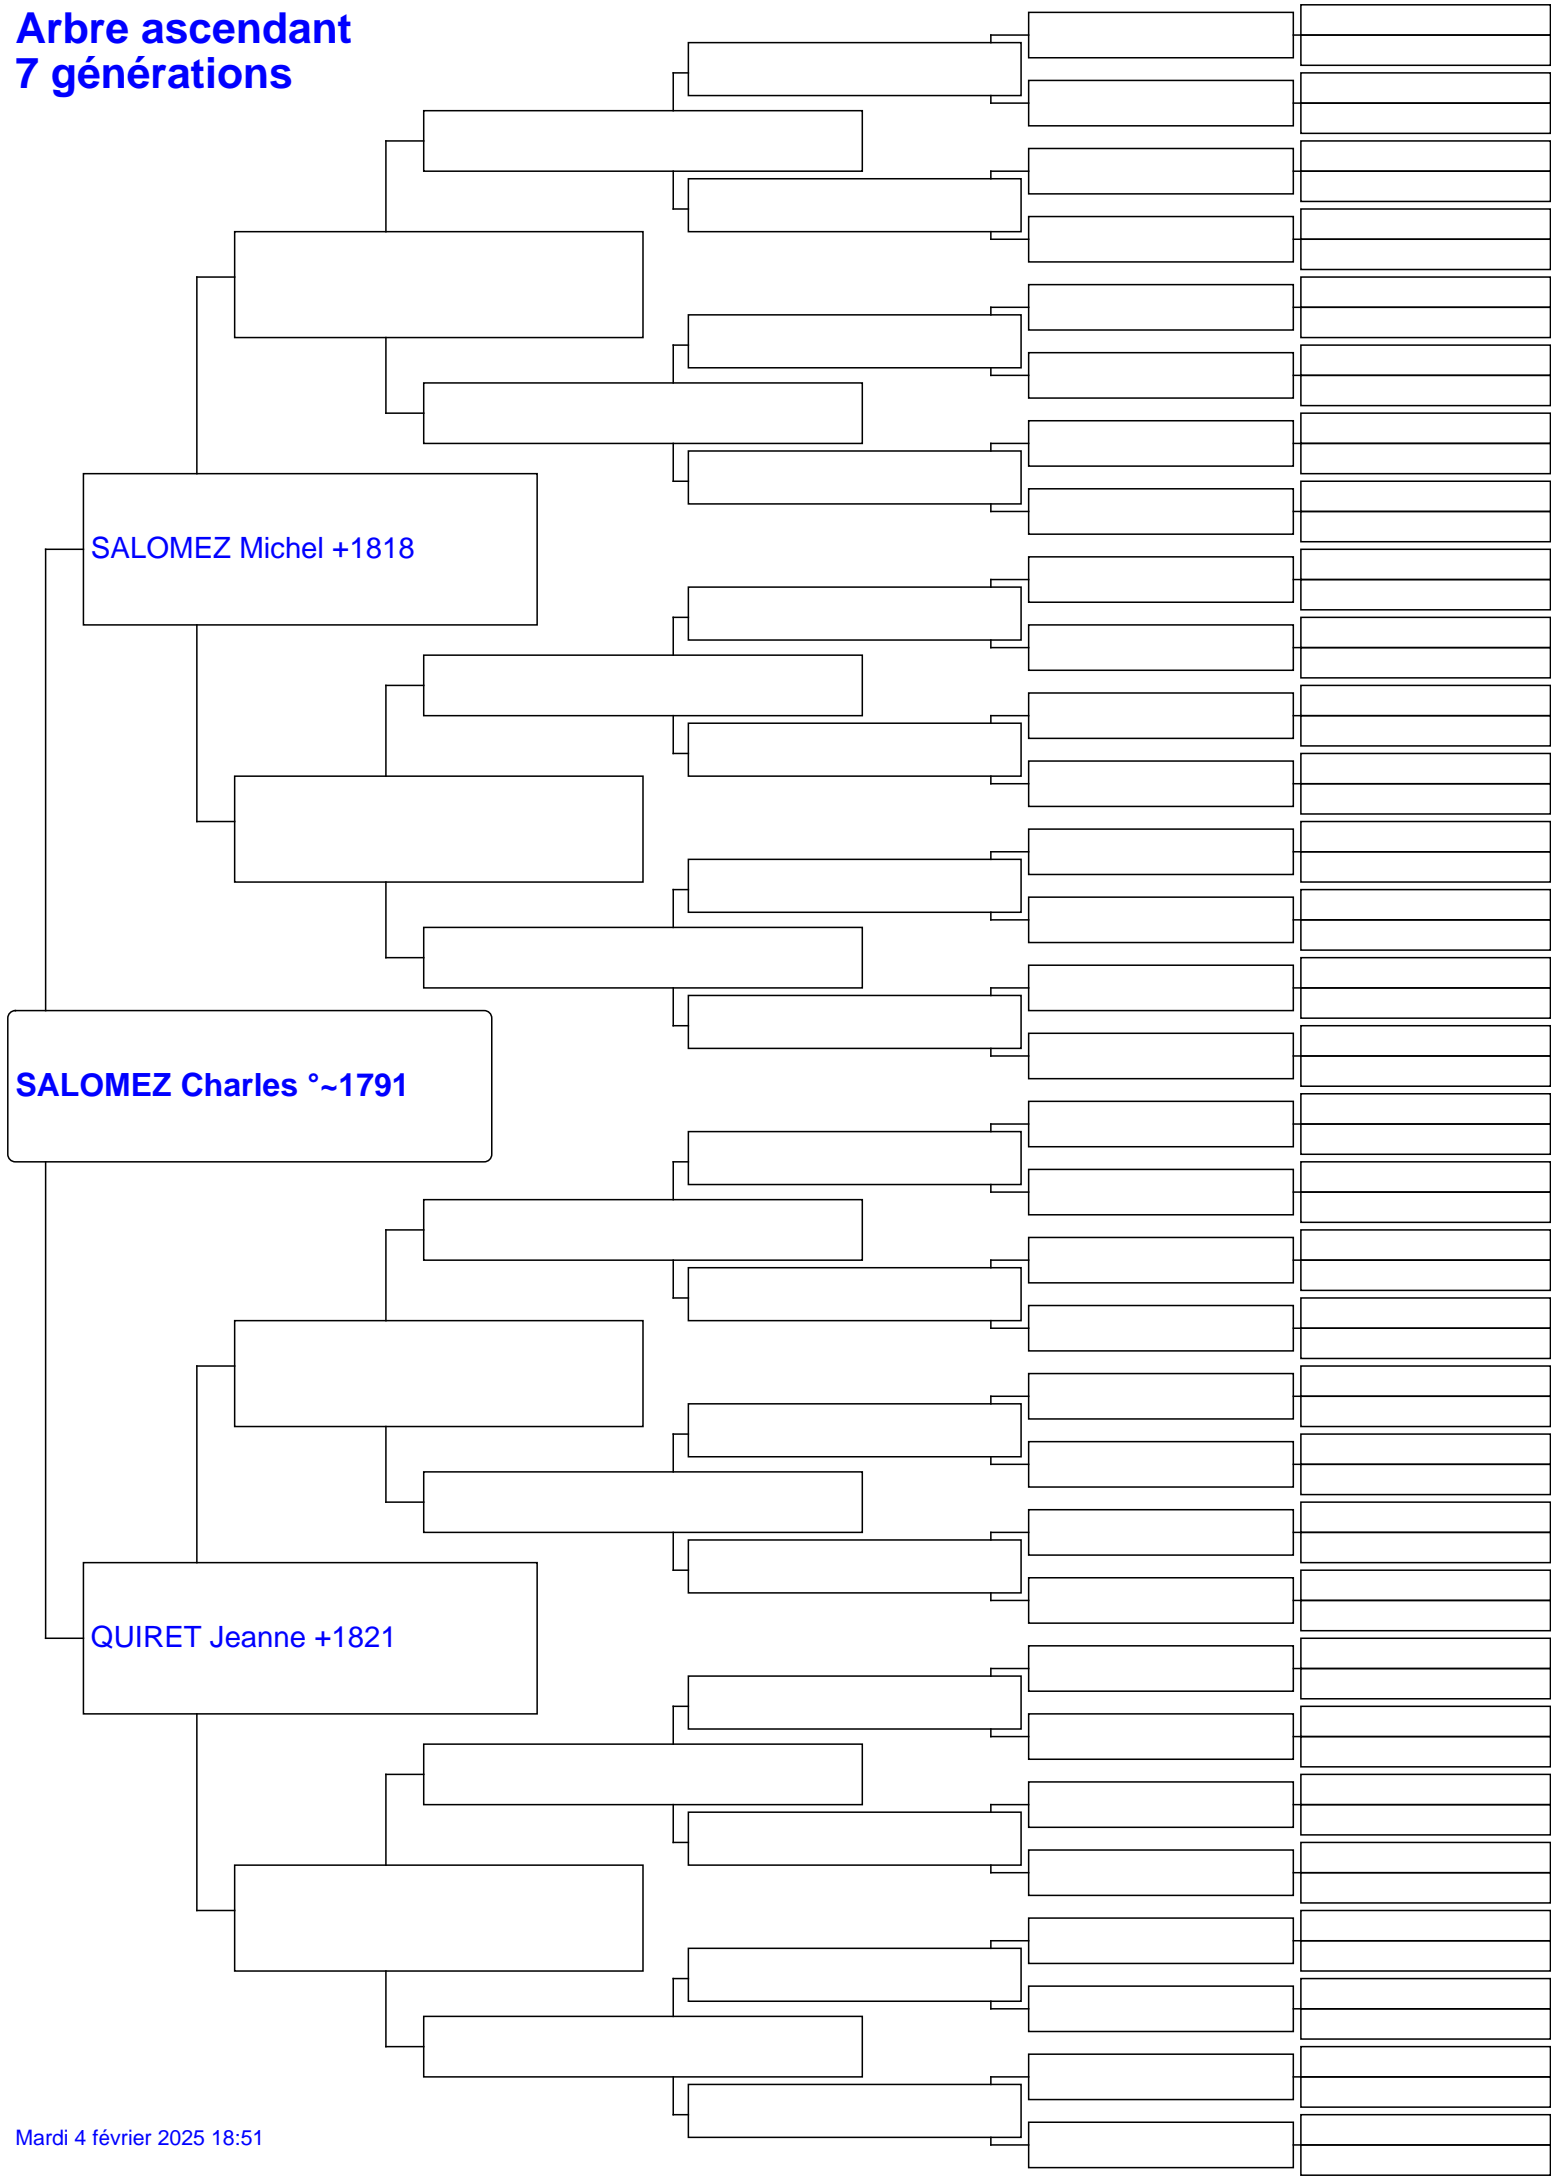 Arbre ascendant
7 générations
SALOMEZ Michel +1818
SALOMEZ Charles °~1791
QUIRET Jeanne +1821
Mardi 4 février 2025 18:51